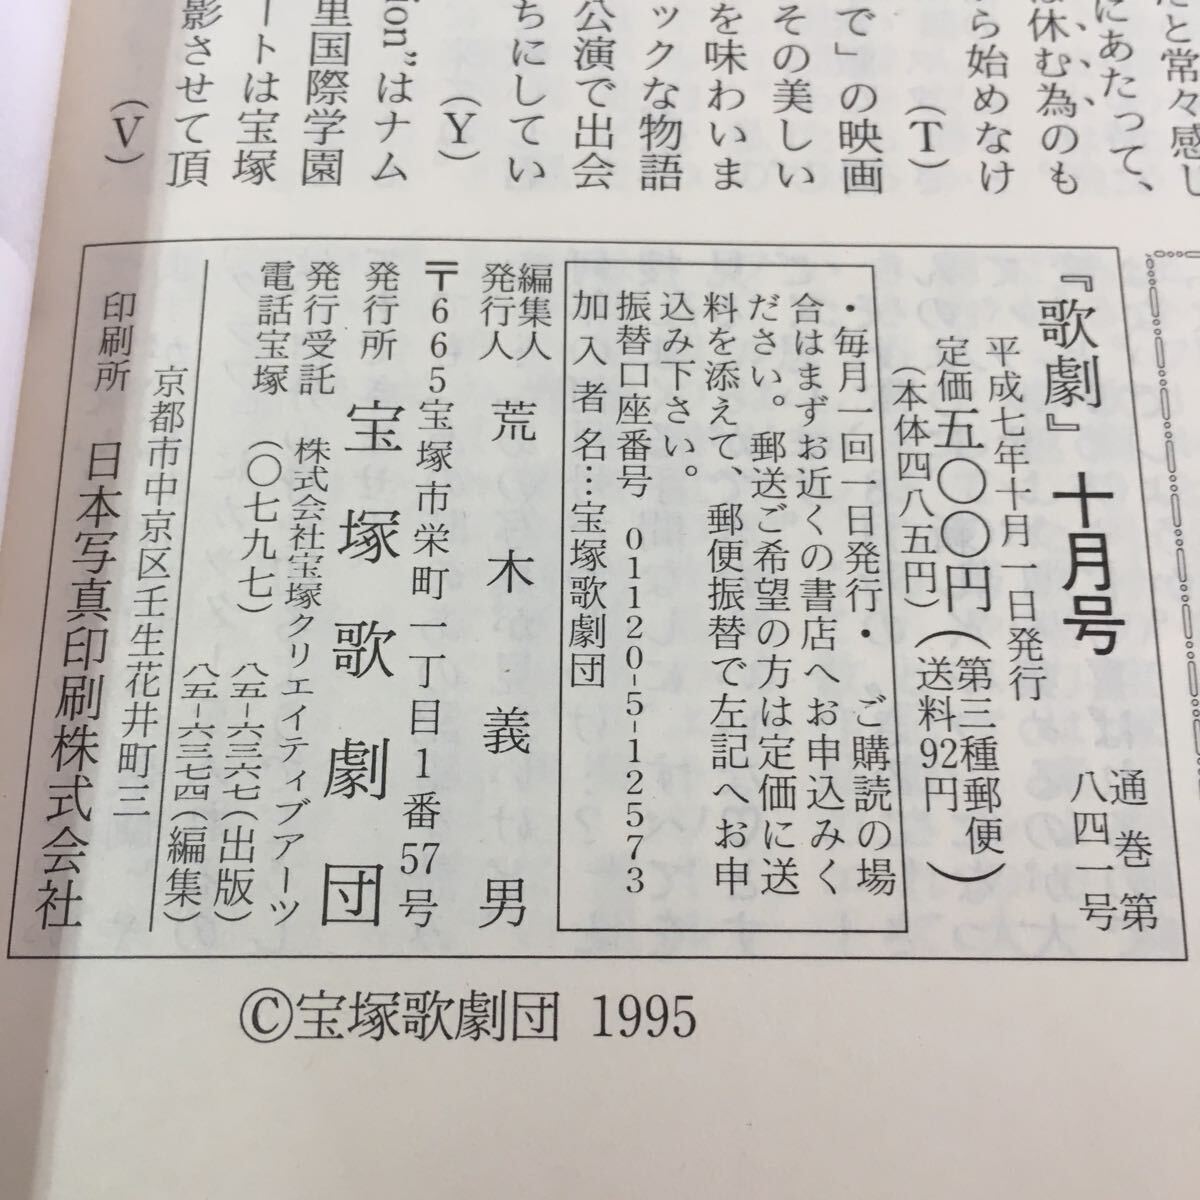 たと常々感じ
にあたって、
は休む為のも
ら始めなけ
(T)
で」の映画
その美しい
を味わいま
ックな物語
公演で出会
ちにしてい
(Y)
ion”はナム
里国際学園
ートは宝塚
影させて頂
(V)
『歌劇』十月号
通巻第
八四一号
平成七年十月一日発行
定価五〇〇円(第三種郵便)
(本体四八五円)(送料92円)
・毎月一回一日発行・ご購読の場
合はまずお近くの書店へお申込みく
ださい。郵送ご希望の方は定価に送
料を添えて、郵便振替で左記へお申
込み下さい。
振替口座番号 01120-5-12573
加入者名…宝塚歌劇団
編集人
発行人 荒木義男
〒665宝塚市栄町一丁目1番57号
発行所 宝塚歌劇団
発行受託 株式会社宝塚クリエイティブアーツ
電話宝塚 (〇七九七) 八五-六三六七(出版)
八五-六三七四(編集)
京都市中京区壬生花井町三
印刷所 日本写真印刷株式会社
©宝塚歌劇団 1995